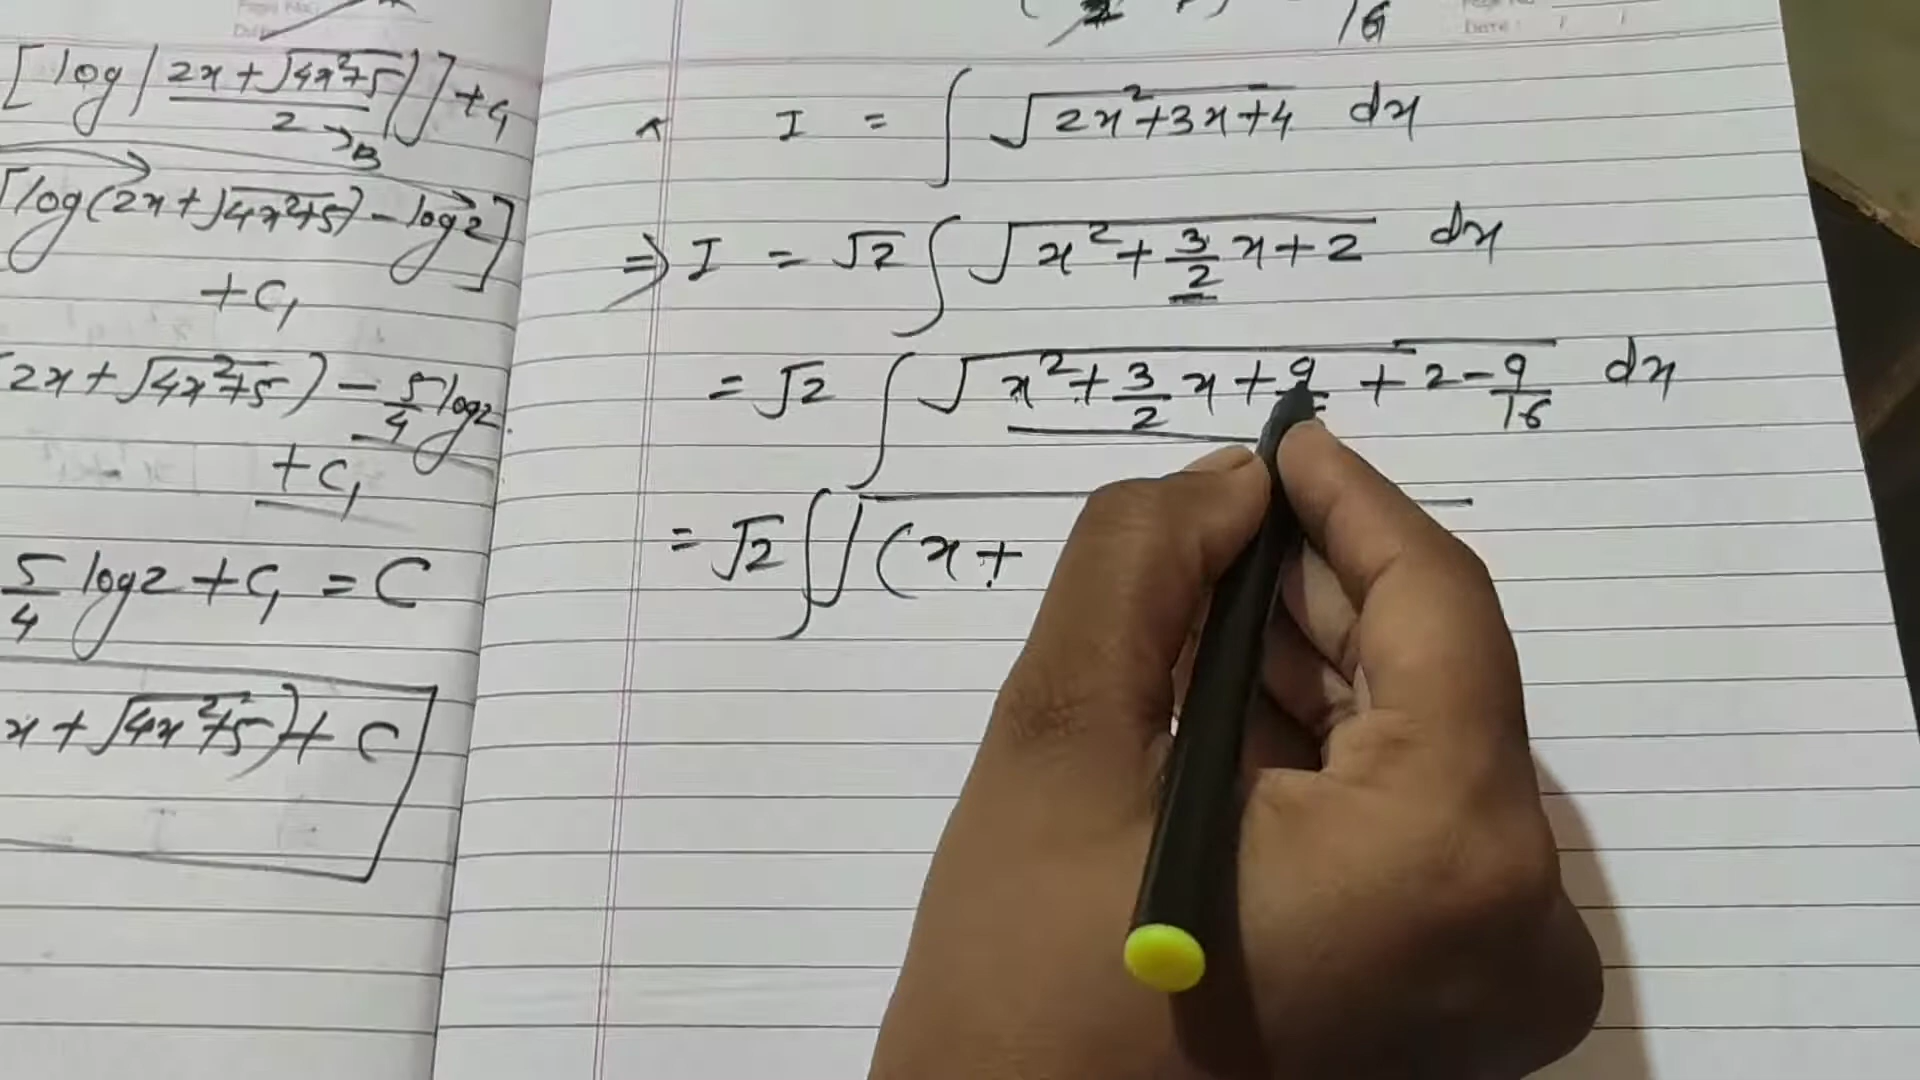 [log|2x+√4x²+5/2|]+C₁
→B
[log(2x+√4x²+5)-log2]
+C₁
2x+√4x²+5)-5/4 log2
+C₁
5/4 log2+C₁=C
x+√4x²+5)+C
16
I = ∫√2x²+3x+4 dx
⇒ I = √2 ∫√x²+3/2 x+2 dx
= √2 ∫√x²+3/2 x+9 +2-9/16 dx
= √2 ∫√(x+